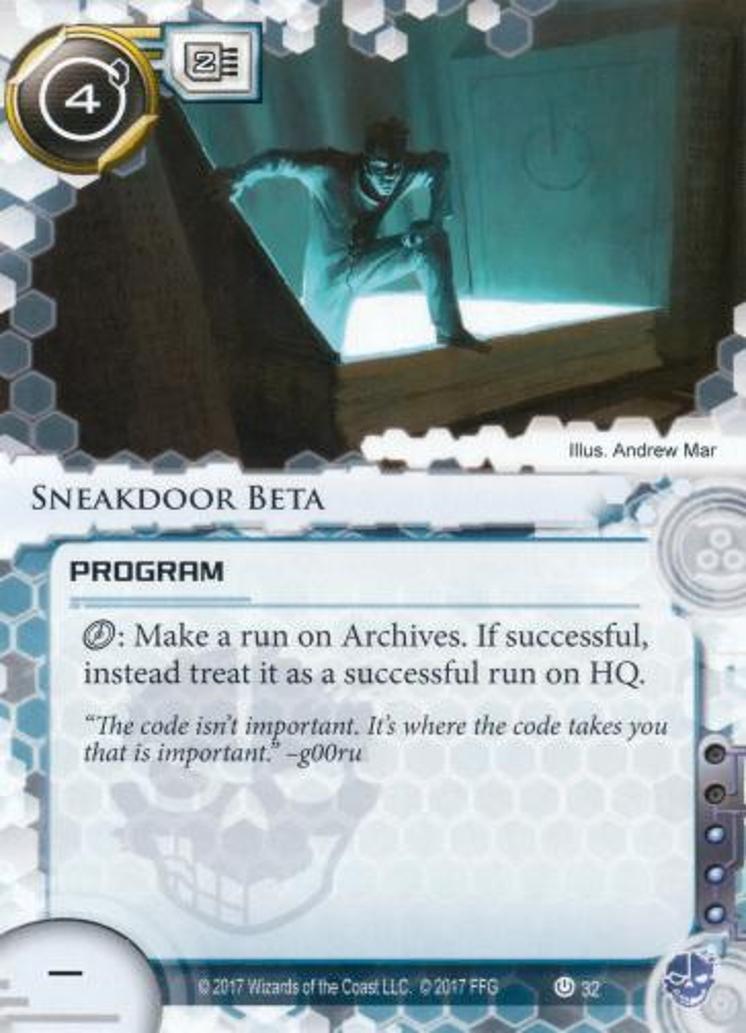 4
2
Illus. Andrew Mar
SNEAKDOOR BETA
PROGRAM
: Make a run on Archives. If successful,
instead treat it as a successful run on HQ.
“The code isn’t important. It’s where the code takes you
that is important.” –g00ru
–
© 2017 Wizards of the Coast LLC. © 2017 FFG 32